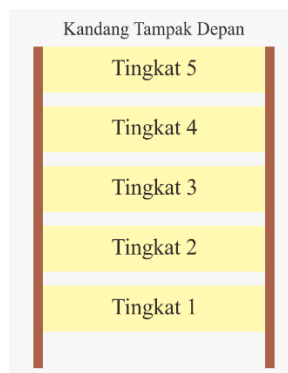 Kandang Tampak Depan
Tingkat 5
Tingkat 4
Tingkat 3
Tingkat 2
Tingkat 1